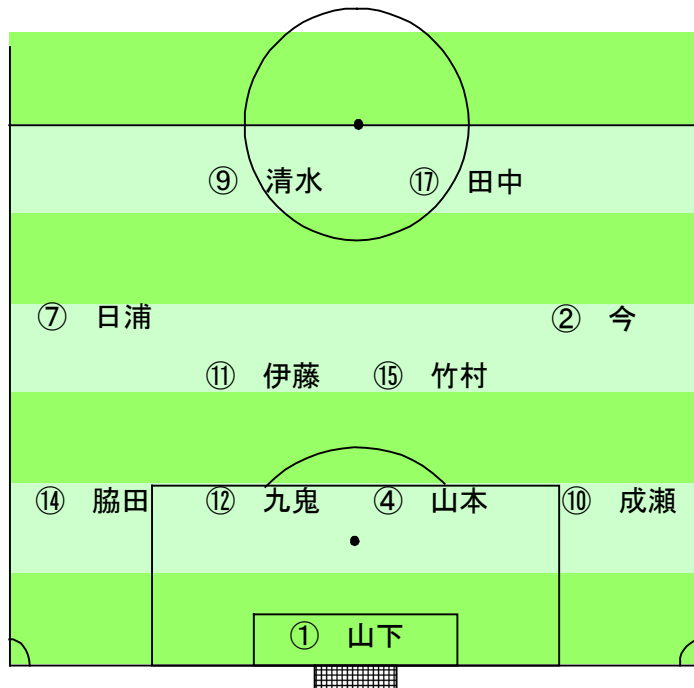 ⑨ 清水 ⑰ 田中
⑦ 日浦 ② 今
⑪ 伊藤 ⑮ 竹村
⑭ 脇田 ⑫ 九鬼 ④ 山本 ⑩ 成瀬
① 山下